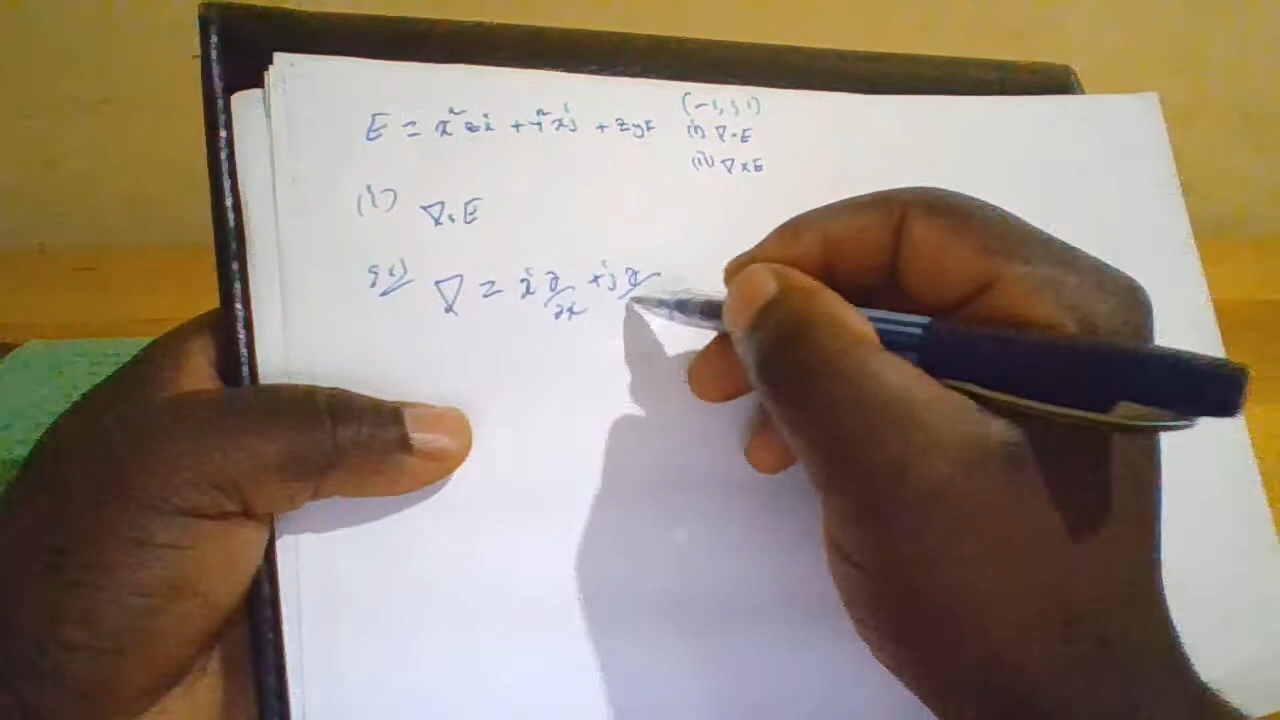 E = x²zi + y²xj + zyk (-1, 1, 1)
(i) ∇·E
(ii) ∇×E
(i) ∇·E
Sol ∇ = i∂/∂x + j∂/